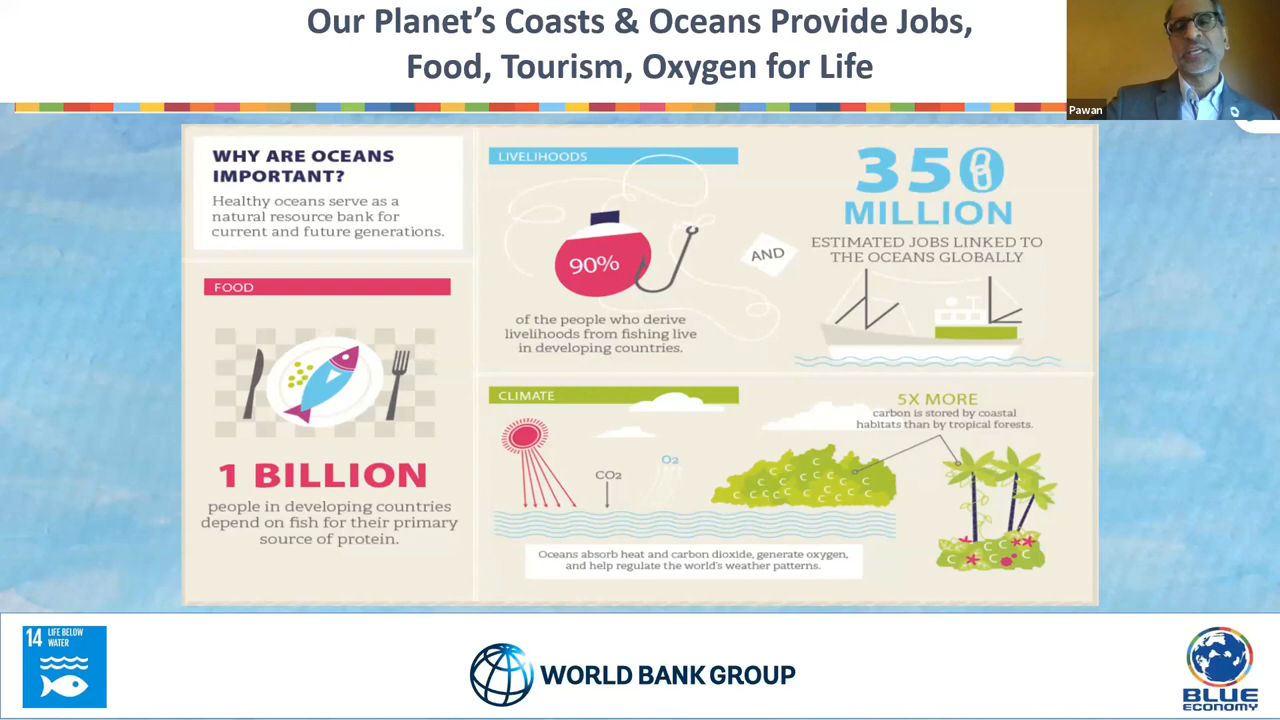 Our Planet's Coasts & Oceans Provide Jobs,
Food, Tourism, Oxygen for Life
Pawan
WHY ARE OCEANS
IMPORTANT?
Healthy oceans serve as a
natural resource bank for
current and future generations.
FOOD
1 BILLION
people in developing countries
depend on fish for their primary
source of protein.
LIVELIHOODS
90%
of the people who derive
livelihoods from fishing live
in developing countries.
AND
350
MILLION
ESTIMATED JOBS LINKED TO
THE OCEANS GLOBALLY
CLIMATE
CO2
O2
5X MORE
carbon is stored by coastal
habitats than by tropical forests.
C C C C C C C C C C C C
C C C C
Oceans absorb heat and carbon dioxide, generate oxygen,
and help regulate the world's weather patterns.
14 LIFE BELOW
WATER
WORLD BANK GROUP
BLUE
ECONOMY